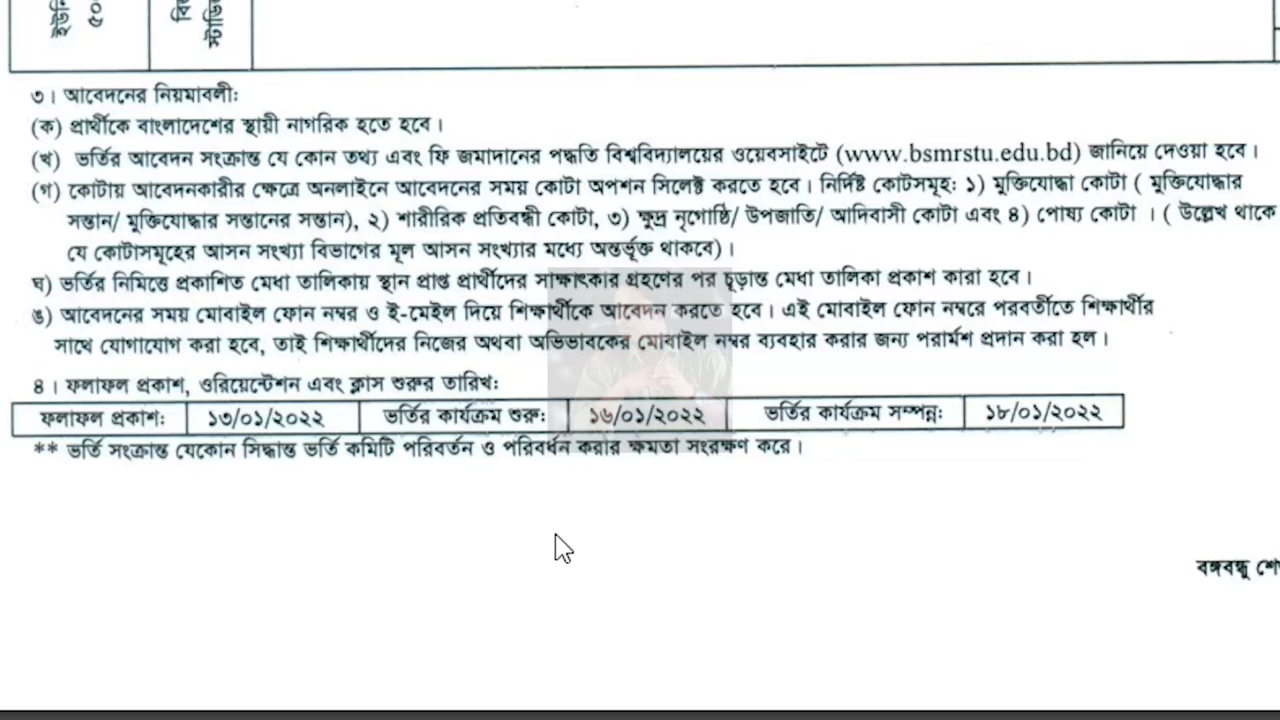 ৩। আবেদনের নিয়মাবলী:
(ক) প্রার্থীকে বাংলাদেশের স্থায়ী নাগরিক হতে হবে।
(খ) ভর্তির আবেদন সংক্রান্ত যে কোন তথ্য এবং ফি জমাদানের পদ্ধতি বিশ্ববিদ্যালয়ের ওয়েবসাইটে (www.bsmrstu.edu.bd) জানিয়ে দেওয়া হবে।
(গ) কোটায় আবেদনকারীর ক্ষেত্রে অনলাইনে আবেদনের সময় কোটা অপশন সিলেক্ট করতে হবে। নির্দিষ্ট কোটসমূহ: ১) মুক্তিযোদ্ধা কোটা ( মুক্তিযোদ্ধার
সন্তান/ মুক্তিযোদ্ধার সন্তানের সন্তান), ২) শারীরিক প্রতিবন্ধী কোটা, ৩) ক্ষুদ্র নৃগোষ্ঠি/ উপজাতি/ আদিবাসী কোটা এবং ৪) পোষ্য কোটা । ( উল্লেখ থাকে
যে কোটাসমূহের আসন সংখ্যা বিভাগের মূল আসন সংখ্যার মধ্যে অন্তর্ভূক্ত থাকবে)।
ঘ) ভর্তির নিমিত্তে প্রকাশিত মেধা তালিকায় স্থান প্রাপ্ত প্রার্থীদের সাক্ষাৎকার গ্রহণের পর চূড়ান্ত মেধা তালিকা প্রকাশ কারা হবে।
ঙ) আবেদনের সময় মোবাইল ফোন নম্বর ও ই-মেইল দিয়ে শিক্ষার্থীকে আবেদন করতে হবে। এই মোবাইল ফোন নম্বরে পরবর্তীতে শিক্ষার্থীর
সাথে যোগাযোগ করা হবে, তাই শিক্ষার্থীদের নিজের অথবা অভিভাবকের মোবাইল নম্বর ব্যবহার করার জন্য পরার্মশ প্রদান করা হল।
৪। ফলাফল প্রকাশ, ওরিয়েন্টেশন এবং ক্লাস শুরুর তারিখ:
ফলাফল প্রকাশ: ১৩/০১/২০২২ ভর্তির কার্যক্রম শুরু: ১৬/০১/২০২২ ভর্তির কার্যক্রম সম্পন্ন: ১৮/০১/২০২২
** ভর্তি সংক্রান্ত যেকোন সিদ্ধান্ত ভর্তি কমিটি পরিবর্তন ও পরিবর্ধন করার ক্ষমতা সংরক্ষণ করে।
বঙ্গবন্ধু